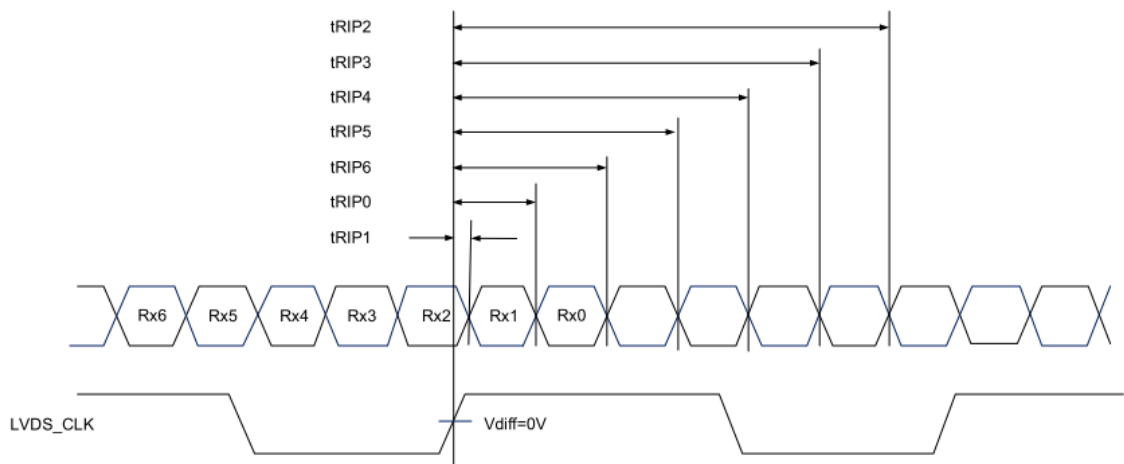 tRIP2
tRIP3
tRIP4
tRIP5
tRIP6
tRIP0
tRIP1
Rx6 Rx5 Rx4 Rx3 Rx2 Rx1 Rx0
LVDS_CLK Vdiff=0V